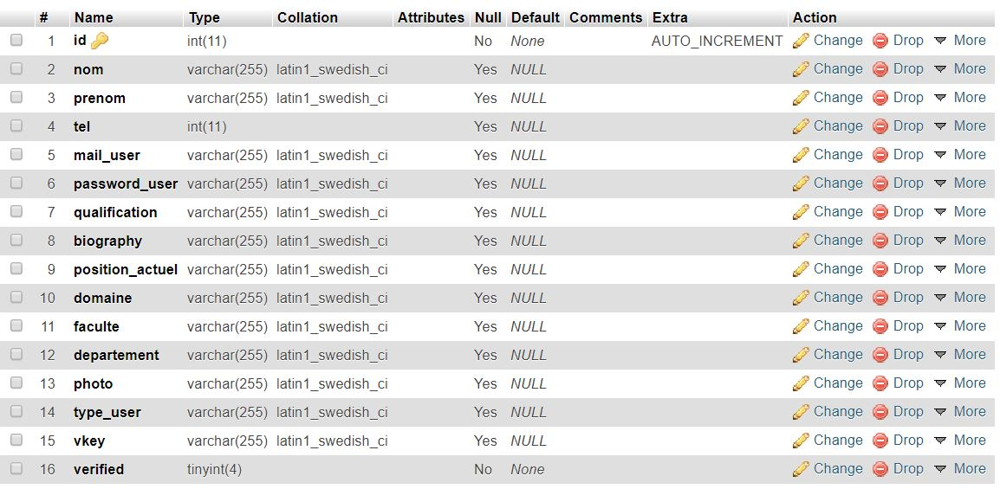 # Name Type Collation Attributes Null Default Comments Extra Action
1 id int(11) No None AUTO_INCREMENT Change Drop More
2 nom varchar(255) latin1_swedish_ci Yes NULL Change Drop More
3 prenom varchar(255) latin1_swedish_ci Yes NULL Change Drop More
4 tel int(11) Yes NULL Change Drop More
5 mail_user varchar(255) latin1_swedish_ci Yes NULL Change Drop More
6 password_user varchar(255) latin1_swedish_ci Yes NULL Change Drop More
7 qualification varchar(255) latin1_swedish_ci Yes NULL Change Drop More
8 biography varchar(255) latin1_swedish_ci Yes NULL Change Drop More
9 position_actuel varchar(255) latin1_swedish_ci Yes NULL Change Drop More
10 domaine varchar(255) latin1_swedish_ci Yes NULL Change Drop More
11 faculte varchar(255) latin1_swedish_ci Yes NULL Change Drop More
12 departement varchar(255) latin1_swedish_ci Yes NULL Change Drop More
13 photo varchar(255) latin1_swedish_ci Yes NULL Change Drop More
14 type_user varchar(255) latin1_swedish_ci Yes NULL Change Drop More
15 vkey varchar(255) latin1_swedish_ci Yes NULL Change Drop More
16 verified tinyint(4) No None Change Drop More